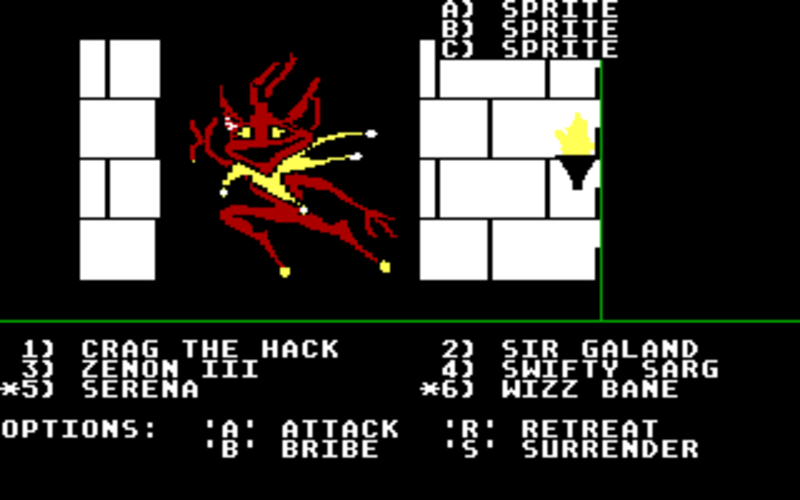 A) SPRITE
B) SPRITE
C) SPRITE
1) CRAG THE HACK 2) SIR GALAND
3) ZENON III 4) SWIFTY SARG
*5) SERENA *6) WIZZ BANE
OPTIONS: 'A' ATTACK 'R' RETREAT
'B' BRIBE 'S' SURRENDER